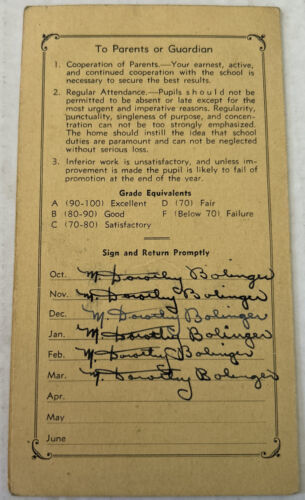 To Parents or Guardian
1. Cooperation of Parents.—Your earnest, active,
and continued cooperation with the school is
necessary to secure the best results.
2. Regular Attendance.—Pupils should not be
permitted to be absent or late except for the
most urgent and imperative reasons. Regularity,
punctuality, singleness of purpose, and concen-
tration can not be too strongly emphasized.
The home should instill the idea that school
duties are paramount and can not be neglected
without serious loss.
3. Inferior work is unsatisfactory, and unless im-
provement is made the pupil is likely to fail of
promotion at the end of the year.
Grade Equivalents
A (90-100) Excellent D (70) Fair
B (80-90) Good F (Below 70) Failure
C (70-80) Satisfactory
Sign and Return Promptly
Oct. M. Dorothy Bolinger
Nov. M. Dorothy Bolinger
Dec. M. Dorothy Bolinger
Jan. M. Dorothy Bolinger
Feb. M. Dorothy Bolinger
Mar. M. Dorothy Bolinger
Apr.
May
June